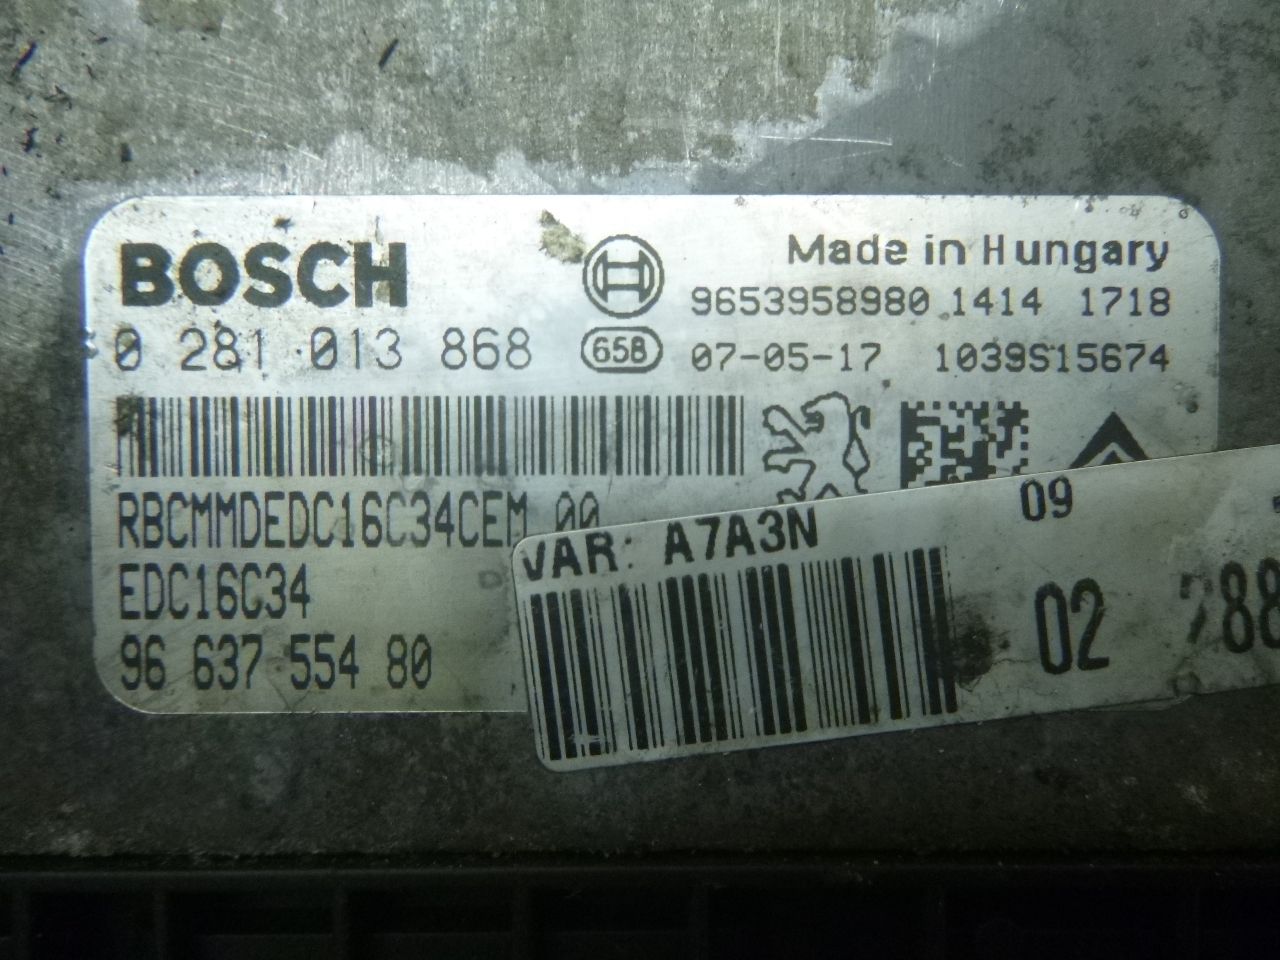 BOSCH
Made in Hungary
9653958980 1414 1718
0 281 013 868
658
07-05-17 1039S15674
RBCMMDEDC16C34CEM 00
EDC16C34
96 637 554 80
VAR: A7A3N
09
02